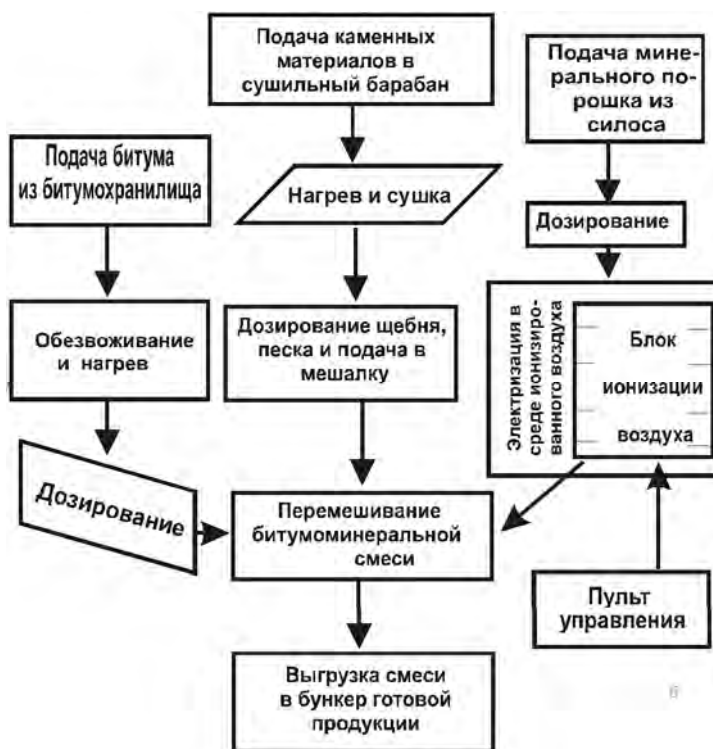 Подача каменных
материалов в
сушильный барабан
Подача мине-
рального по-
рошка из
силоса
Подача битума
из битумохранилища
Нагрев и сушка
Дозирование
Обезвоживание
и нагрев
Дозирование щебня,
песка и подача в
мешалку
Электризация в
среде ионизиро-
ванного воздуха
Блок
ионизации
воздуха
Дозирование
Перемешивание
битумоминеральной
смеси
Пульт
управления
Выгрузка смеси
в бункер готовой
продукции